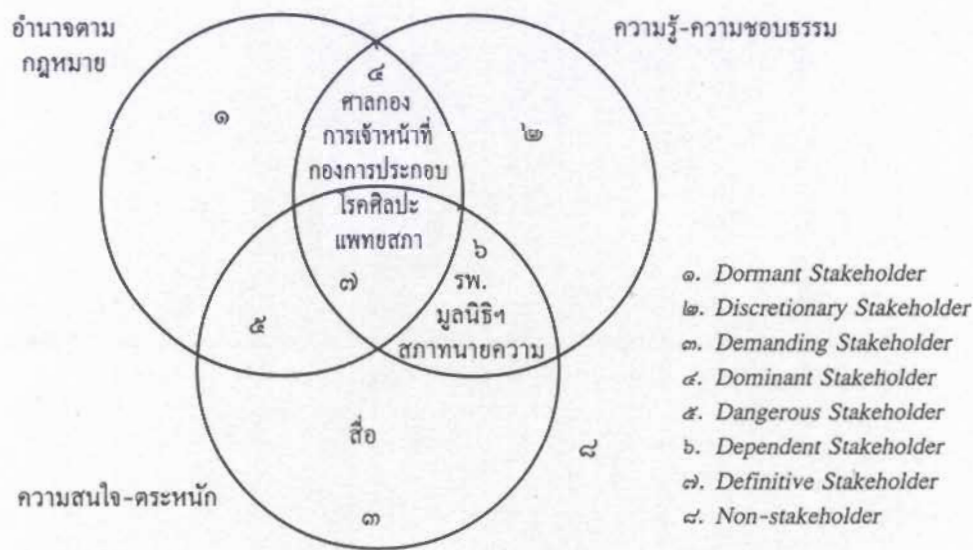 อำนาจตาม
กฎหมาย
ความรู้-ความชอบธรรม
๔
ศาลกอง
การเจ้าหน้าที่
กองการประกอบ
โรคศิลปะ
แพทยสภา
๑
๒
๗
๕
๖
รพ.
มูลนิธิฯ
สภาทนายความ
สื่อ
๘
ความสนใจ-ตระหนัก
๓
๑. Dormant Stakeholder
๒. Discretionary Stakeholder
๓. Demanding Stakeholder
๔. Dominant Stakeholder
๕. Dangerous Stakeholder
๖. Dependent Stakeholder
๗. Definitive Stakeholder
๘. Non-stakeholder